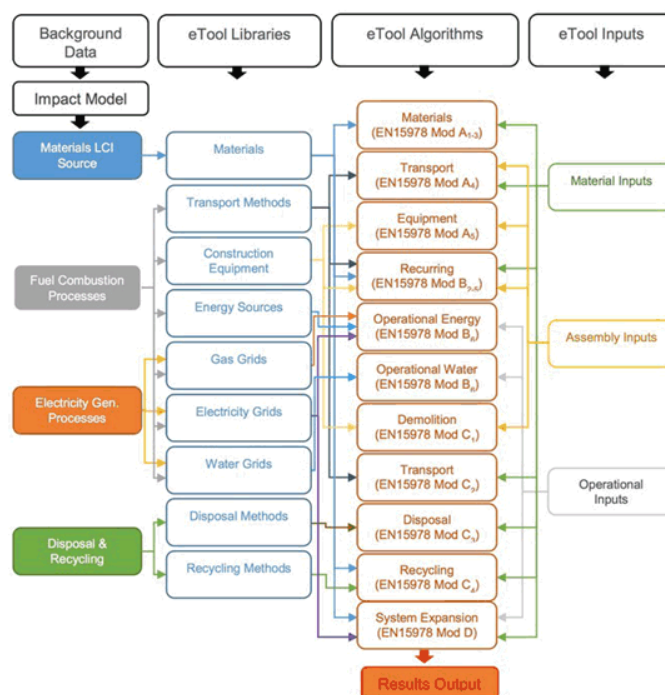 Background
Data
eTool Libraries
eTool Algorithms
eTool Inputs
Impact Model
Materials LCI
Source
Materials
Materials
(EN15978 Mod A1-3)
Transport
(EN15978 Mod A4)
Material Inputs
Transport Methods
Equipment
(EN15978 Mod A5)
Construction
Equipment
Fuel Combustion
Processes
Recurring
(EN15978 Mod B2-5)
Energy Sources
Operational Energy
(EN15978 Mod B6)
Assembly Inputs
Gas Grids
Operational Water
(EN15978 Mod B6)
Electricity Gen.
Processes
Electricity Grids
Demolition
(EN15978 Mod C1)
Water Grids
Transport
(EN15978 Mod C2)
Operational
Inputs
Disposal Methods
Disposal
(EN15978 Mod C3)
Disposal &
Recycling
Recycling Methods
Recycling
(EN15978 Mod C4)
System Expansion
(EN15978 Mod D)
Results Output